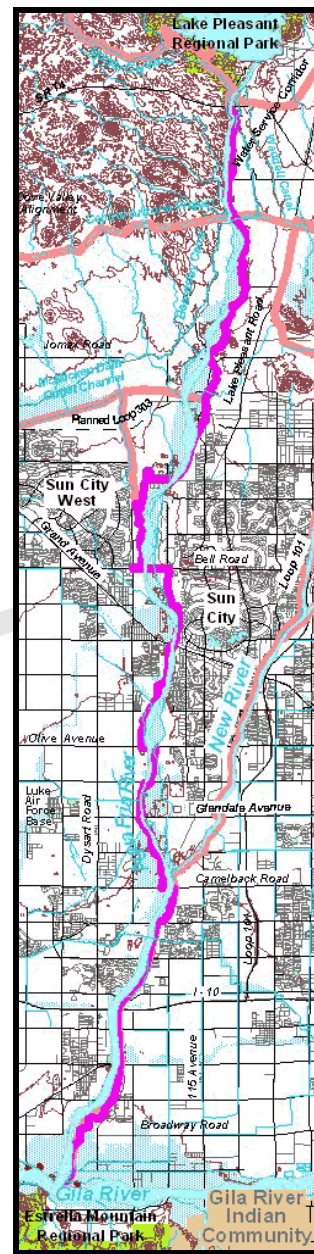 Lake Pleasant
Regional Park
SR 74
Water Service Corridor
Lake Pleasant Road
Jomax Road
Planned Loop 303
Sun City
West
Grand Avenue
Bell Road
Loop 101
Sun
City
New River
Olive Avenue
Luke
Air
Force
Base
Dysart Road
Glendale Avenue
Camelback Road
Loop 101
I - 10
115 Avenue
Broadway Road
Gila River
Estrella Mountain
Regional Park
Gila River
Indian
Community